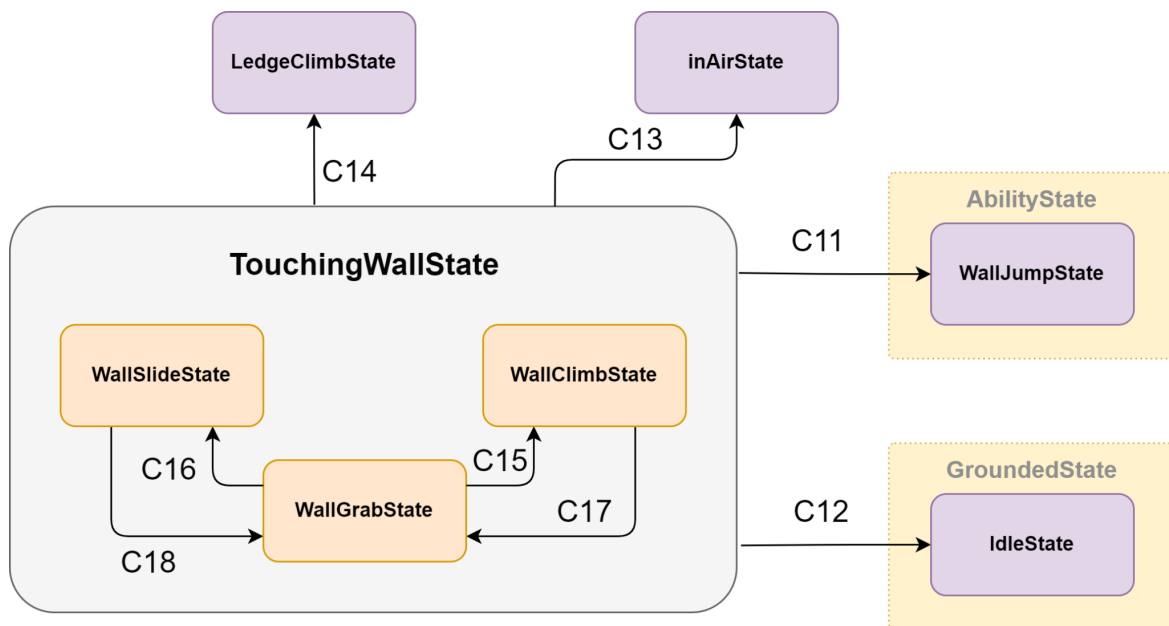 LedgeClimbState
inAirState
C13
C14
AbilityState
TouchingWallState
C11
WallJumpState
WallSlideState
WallClimbState
C16
C15
GroundedState
WallGrabState
C17
C12
C18
IdleState